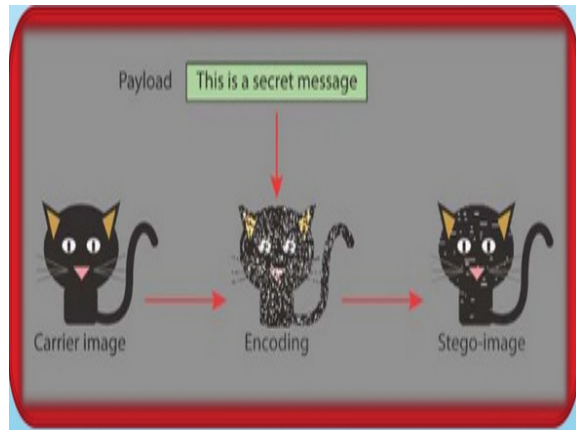 Payload
This is a secret message
Carrier image
Encoding
Stego-image